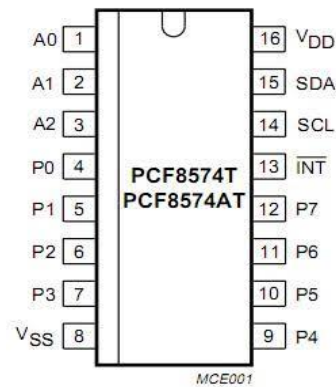 A0 1 16 VDD
A1 2 15 SDA
A2 3 14 SCL
P0 4 13 INT
PCF8574T
P1 5 12 P7
PCF8574AT
P2 6 11 P6
P3 7 10 P5
VSS 8 9 P4
MCE001